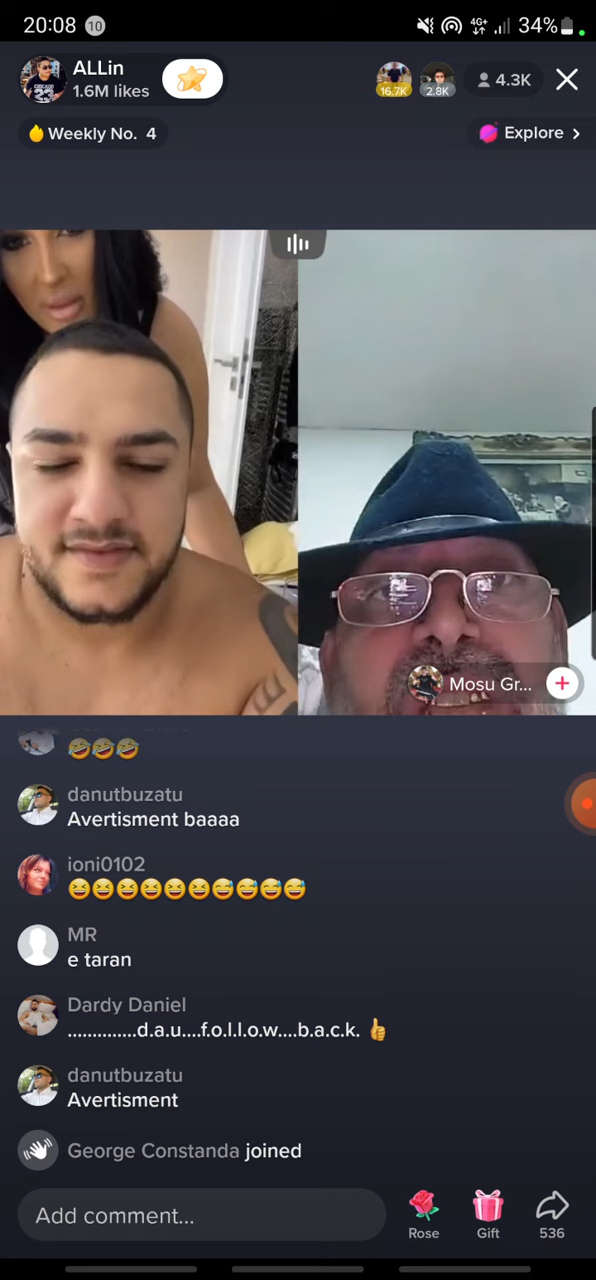 20:08 10
4G+ 34%
ALLin
1.6M likes
16.7K 2.8K 4.3K
Weekly No. 4
Explore >
CHICAGO
23
Mosu Gr...
🤣🤣🤣
danutbuzatu
Avertisment baaaa
ioni0102
😆😆😆😆😆😆😅😅😅😅
MR
e taran
Dardy Daniel
..............d.a.u....f.o.l.l.o.w....b.a.c.k. 👍
danutbuzatu
Avertisment
George Constanda joined
Add comment...
Rose
Gift
536